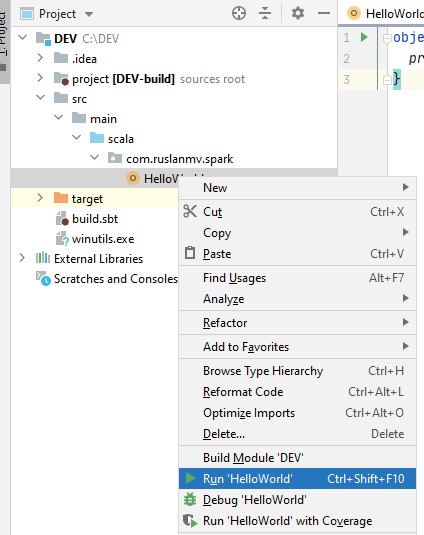 1: Project
Project
DEV C:\DEV
.idea
project [DEV-build] sources root
src
main
scala
com.ruslanmv.spark
target
build.sbt
winutils.exe
External Libraries
Scratches and Consoles
HelloWorld
1 obje
2 pr
3 }
New
Cut Ctrl+X
Copy
Paste Ctrl+V
Find Usages Alt+F7
Analyze
Refactor
Add to Favorites
Browse Type Hierarchy Ctrl+H
Reformat Code Ctrl+Alt+L
Optimize Imports Ctrl+Alt+O
Delete... Delete
Build Module 'DEV'
Run 'HelloWorld' Ctrl+Shift+F10
Debug 'HelloWorld'
Run 'HelloWorld' with Coverage